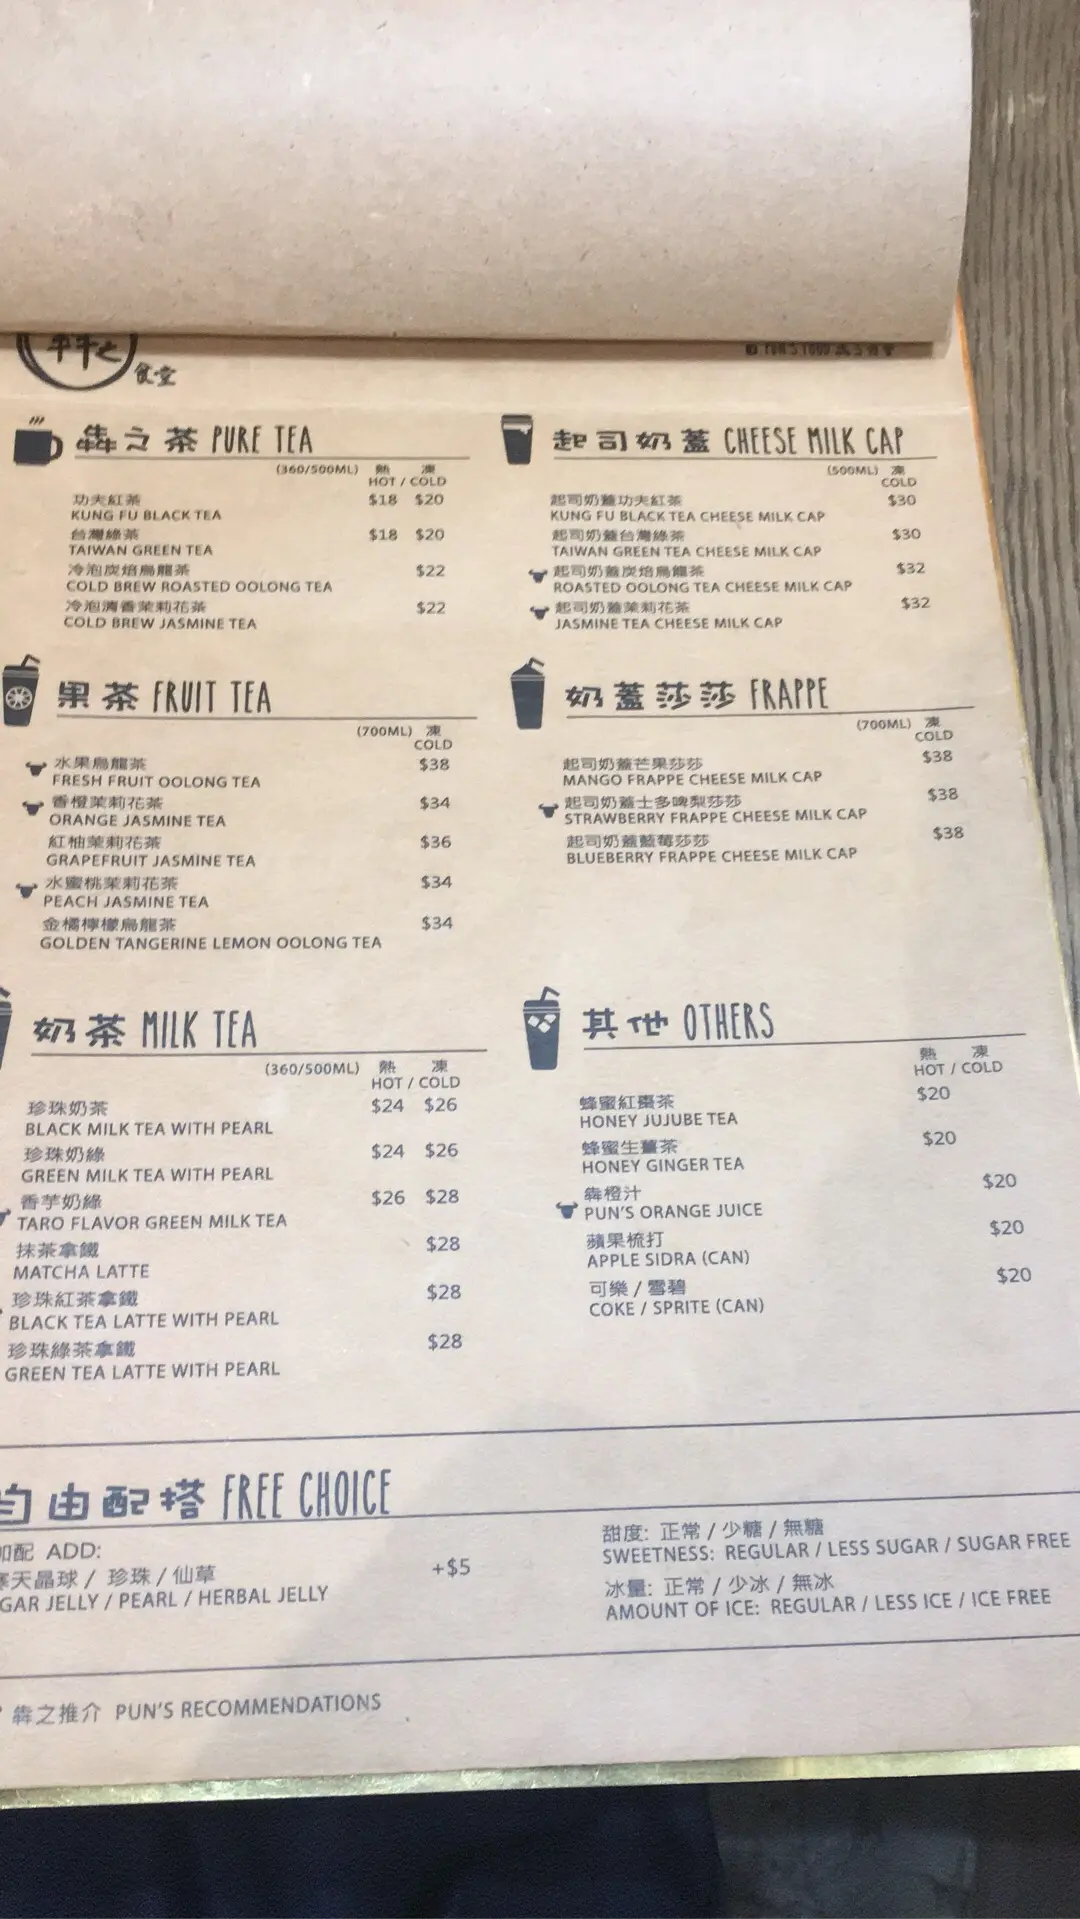 食堂
犇之茶 PURE TEA
(360/500ML) 熱 凍
HOT / COLD
功夫紅茶 $18 $20
KUNG FU BLACK TEA
台灣綠茶 $18 $20
TAIWAN GREEN TEA
冷泡炭焙烏龍茶 $22
COLD BREW ROASTED OOLONG TEA
冷泡清香茉莉花茶 $22
COLD BREW JASMINE TEA
起司奶蓋 CHEESE MILK CAP
(500ML) 凍
COLD
起司奶蓋功夫紅茶 $30
KUNG FU BLACK TEA CHEESE MILK CAP
起司奶蓋台灣綠茶 $30
TAIWAN GREEN TEA CHEESE MILK CAP
起司奶蓋炭焙烏龍茶 $32
ROASTED OOLONG TEA CHEESE MILK CAP
起司奶蓋茉莉花茶 $32
JASMINE TEA CHEESE MILK CAP
果茶 FRUIT TEA
(700ML) 凍
COLD
水果烏龍茶 $38
FRESH FRUIT OOLONG TEA
香橙茉莉花茶 $34
ORANGE JASMINE TEA
紅柚茉莉花茶 $36
GRAPEFRUIT JASMINE TEA
水蜜桃茉莉花茶 $34
PEACH JASMINE TEA
金橘檸檬烏龍茶 $34
GOLDEN TANGERINE LEMON OOLONG TEA
奶蓋莎莎 FRAPPE
(700ML) 凍
COLD
起司奶蓋芒果莎莎 $38
MANGO FRAPPE CHEESE MILK CAP
起司奶蓋士多啤梨莎莎 $38
STRAWBERRY FRAPPE CHEESE MILK CAP
起司奶蓋藍莓莎莎 $38
BLUEBERRY FRAPPE CHEESE MILK CAP
奶茶 MILK TEA
(360/500ML) 熱 凍
HOT / COLD
珍珠奶茶 $24 $26
BLACK MILK TEA WITH PEARL
珍珠奶綠 $24 $26
GREEN MILK TEA WITH PEARL
香芋奶綠 $26 $28
TARO FLAVOR GREEN MILK TEA
抹茶拿鐵 $28
MATCHA LATTE
珍珠紅茶拿鐵 $28
BLACK TEA LATTE WITH PEARL
珍珠綠茶拿鐵 $28
GREEN TEA LATTE WITH PEARL
其他 OTHERS
熱 凍
HOT / COLD
蜂蜜紅棗茶 $20
HONEY JUJUBE TEA
蜂蜜生薑茶 $20
HONEY GINGER TEA
犇橙汁 $20
PUN'S ORANGE JUICE
蘋果梳打 $20
APPLE SIDRA (CAN)
可樂 / 雪碧 $20
COKE / SPRITE (CAN)
自由配搭 FREE CHOICE
加配 ADD:
寒天晶球 / 珍珠 / 仙草 +$5
GAR JELLY / PEARL / HERBAL JELLY
甜度: 正常 / 少糖 / 無糖
SWEETNESS: REGULAR / LESS SUGAR / SUGAR FREE
冰量: 正常 / 少冰 / 無冰
AMOUNT OF ICE: REGULAR / LESS ICE / ICE FREE
犇之推介 PUN'S RECOMMENDATIONS